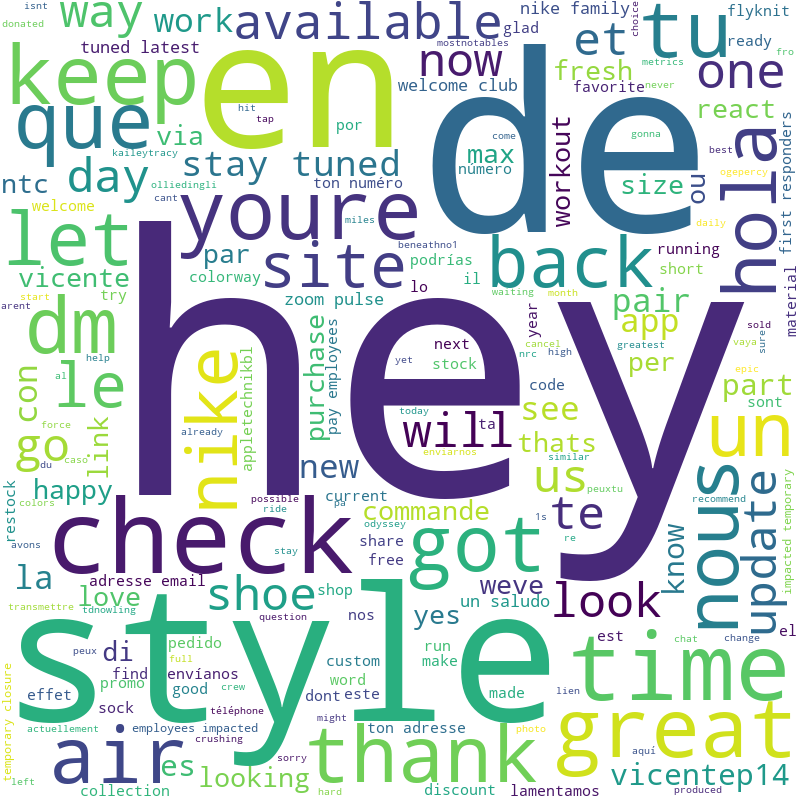 isnt
way
work
available
nike family
choice
flyknit
donated
tuned latest
mostnotables
glad
et
tu
ready
fro
keep
en
now
welcome club
fresh
favorite
metrics
never
one
que
via
hit
tap
por
kaileytracy
come
gonna
best
react
hola
first responders
ntc
day
stay tuned
olliedingli
cant
ton numéro
max
número
de
workout
size
ou
ogepercy
daily
welcome
let
youre
miles
beneathno1
par
site
podrías
back
running
vicente
colorway
lo
il
short
material
arent
start
try
zoom pulse
waiting
month
pair
dm
help
hey
purchase
pay employees
next
yet
stock
year
cancel
nrc
high
code
app
greatest
sold
sure
vaya
le
al
con
link
nike
appletechnikbl
today
per
epic
part
go
force
du
caso
colors
already
envíanos
will
ta
see
thats
similar
sont
un
restock
happy
new
us
peuxtu
recommend
possible
ride
current
pa
commande
1s
te
nous
update
impacted temporary
check
odyssey
share
free
got
re
know
avons
la
adresse email
stay
shoe
shop
weve
look
love
transmettre
tdnowling
question
nos
yes
un saludo
est
chat
change
el
style
peux
di
pedido
full
custom
run
make
time
find
envíanos
word
dont
este
temporary closure
effet
promo
good
crew
sock
téléphone
might
made
lien
great
actuellement
employees impacted
crushing
ton adresse
photo
aquí
left
air
es
sorry
thank
looking
hard
collection
discount
lamentamos
vicentep14
produced